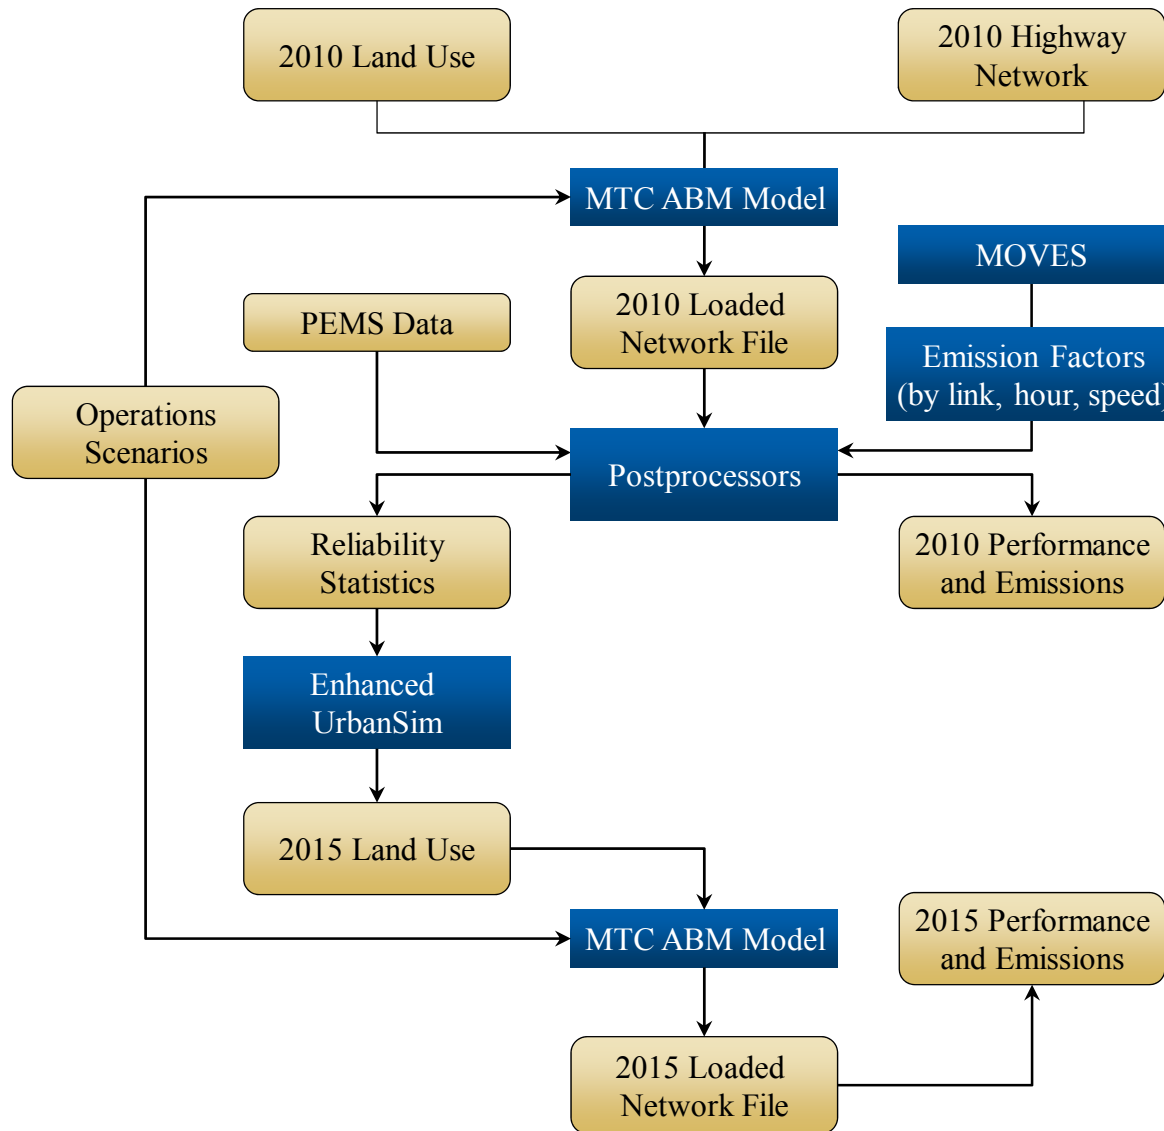 2010 Land Use
2010 Highway
Network
MTC ABM Model
MOVES
2010 Loaded
Network File
PEMS Data
Emission Factors
(by link, hour, speed)
Operations
Scenarios
Postprocessors
Reliability
Statistics
2010 Performance
and Emissions
Enhanced
UrbanSim
2015 Land Use
MTC ABM Model
2015 Performance
and Emissions
2015 Loaded
Network File